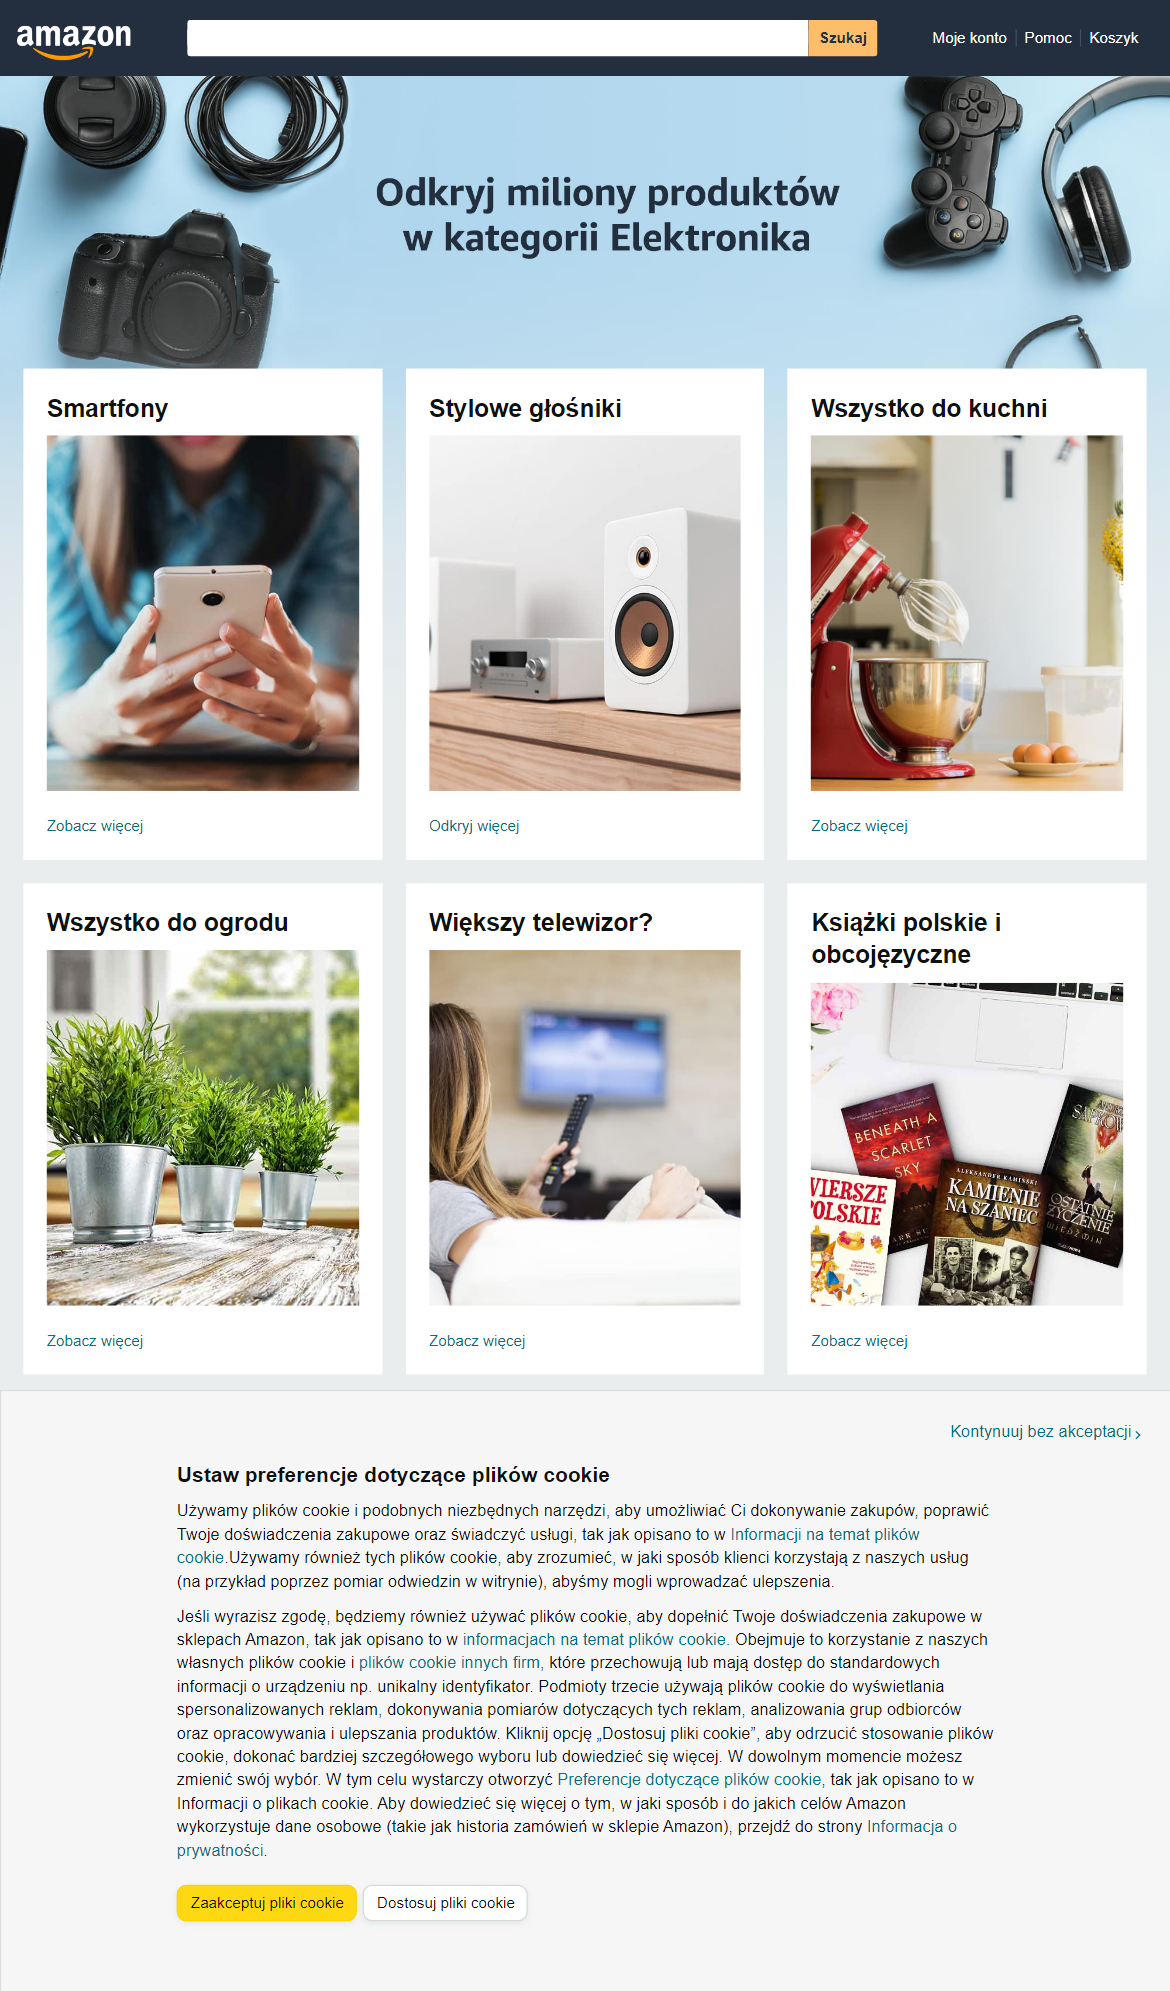 amazon
Szukaj
Moje konto
Pomoc
Koszyk
Odkryj miliony produktów
w kategorii Elektronika
Smartfony
Stylowe głośniki
Wszystko do kuchni
Zobacz więcej
Odkryj więcej
Zobacz więcej
Wszystko do ogrodu
Większy telewizor?
Książki polskie i
obcojęzyczne
BENEATH A
SCARLET
SKY
WIERSZE
POLSKIE
ALEKSANDER KAMIŃSKI
KAMIENIE
NA SZANIEC
OSTATNIE
ŻYCZENIE
WIEDŹMIN
Zobacz więcej
Zobacz więcej
Zobacz więcej
Kontynuuj bez akceptacji ›
Ustaw preferencje dotyczące plików cookie
Używamy plików cookie i podobnych niezbędnych narzędzi, aby umożliwiać Ci dokonywanie zakupów, poprawić
Twoje doświadczenia zakupowe oraz świadczyć usługi, tak jak opisano to w Informacji na temat plików
cookie.Używamy również tych plików cookie, aby zrozumieć, w jaki sposób klienci korzystają z naszych usług
(na przykład poprzez pomiar odwiedzin w witrynie), abyśmy mogli wprowadzać ulepszenia.
Jeśli wyrazisz zgodę, będziemy również używać plików cookie, aby dopełnić Twoje doświadczenia zakupowe w
sklepach Amazon, tak jak opisano to w informacjach na temat plików cookie. Obejmuje to korzystanie z naszych
własnych plików cookie i plików cookie innych firm, które przechowują lub mają dostęp do standardowych
informacji o urządzeniu np. unikalny identyfikator. Podmioty trzecie używają plików cookie do wyświetlania
spersonalizowanych reklam, dokonywania pomiarów dotyczących tych reklam, analizowania grup odbiorców
oraz opracowywania i ulepszania produktów. Kliknij opcję „Dostosuj pliki cookie”, aby odrzucić stosowanie plików
cookie, dokonać bardziej szczegółowego wyboru lub dowiedzieć się więcej. W dowolnym momencie możesz
zmienić swój wybór. W tym celu wystarczy otworzyć Preferencje dotyczące plików cookie, tak jak opisano to w
Informacji o plikach cookie. Aby dowiedzieć się więcej o tym, w jaki sposób i do jakich celów Amazon
wykorzystuje dane osobowe (takie jak historia zamówień w sklepie Amazon), przejdź do strony Informacja o
prywatności.
Zaakceptuj pliki cookie
Dostosuj pliki cookie